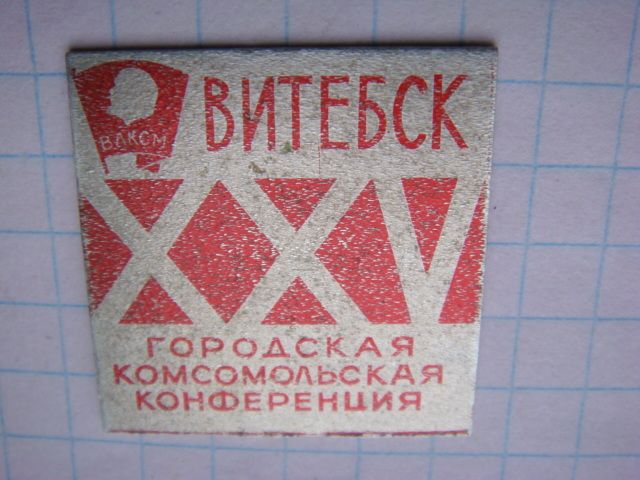 ВЛКСМ
ВИТЕБСК
XXV
ГОРОДСКАЯ
КОМСОМОЛЬСКАЯ
КОНФЕРЕНЦИЯ